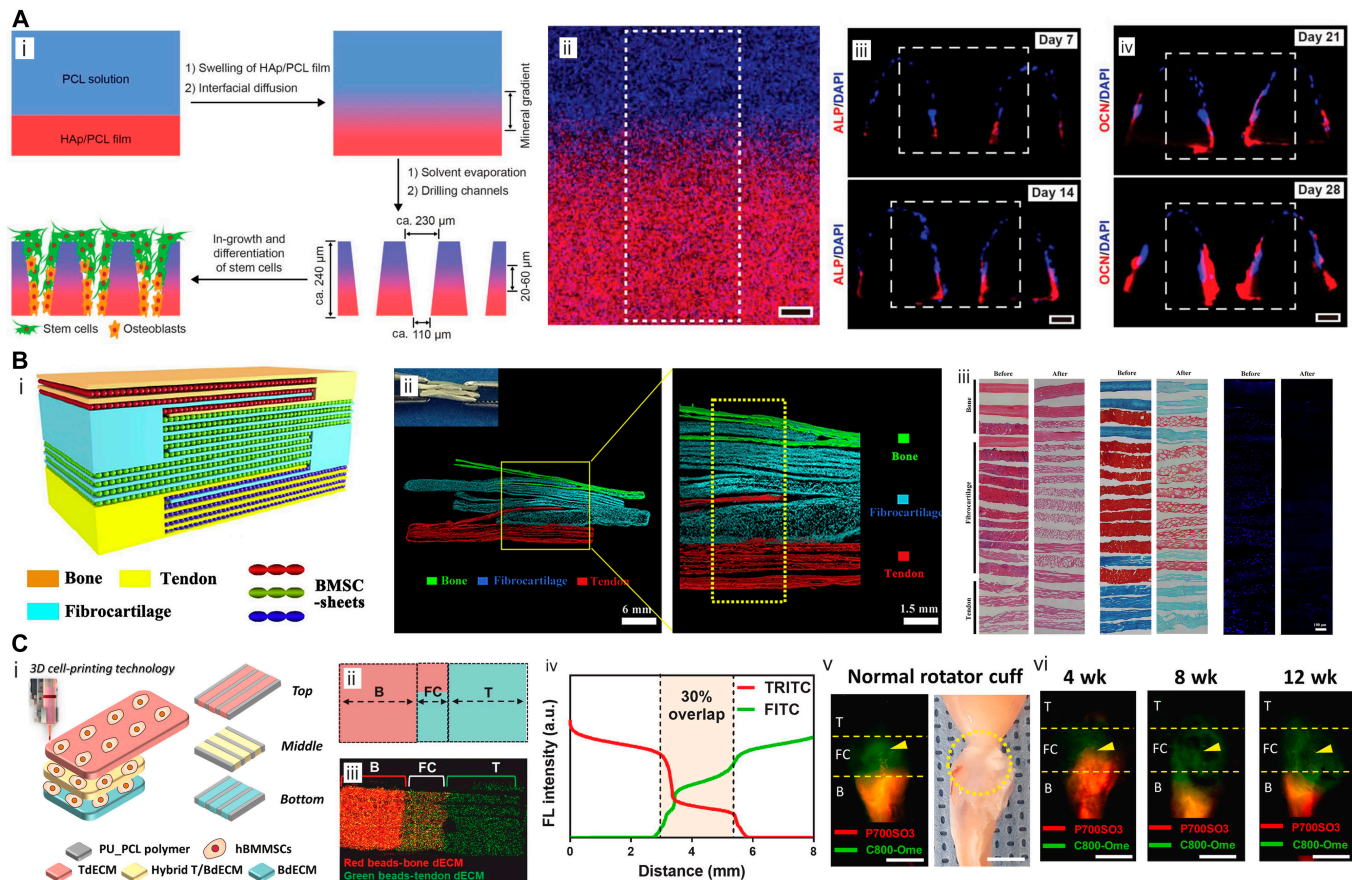 A
i
PCL solution
HAp/PCL film
1) Swelling of HAp/PCL film
2) Interfacial diffusion
Mineral gradient
1) Solvent evaporation
2) Drilling channels
ca. 230 µm
ca. 240 µm
20-60 µm
ca. 110 µm
In-growth and
differentiation
of stem cells
Stem cells
Osteoblasts
ii
iii
Day 7
ALP/DAPI
Day 14
ALP/DAPI
iv
Day 21
OCN/DAPI
Day 28
OCN/DAPI
B
i
Bone
Tendon
Fibrocartilage
BMSC
-sheets
ii
Bone
Fibrocartilage
Tendon
6 mm
Bone
Fibrocartilage
Tendon
1.5 mm
iii
Before
After
Before
After
Before
After
Bone
Fibrocartilage
Tendon
100 µm
C
i
3D cell-printing technology
Top
Middle
Bottom
PU_PCL polymer
hBMMSCs
TdECM
Hybrid T/BdECM
BdECM
ii
B
FC
T
iii
B
FC
T
Red beads-bone dECM
Green beads-tendon dECM
iv
FL intensity (a.u.)
30%
overlap
TRITC
FITC
0
2
4
6
8
Distance (mm)
v
Normal rotator cuff
T
FC
B
P700SO3
C800-Ome
vi
4 wk
8 wk
12 wk
T
FC
B
P700SO3
C800-Ome
T
FC
B
P700SO3
C800-Ome
T
FC
B
P700SO3
C800-Ome